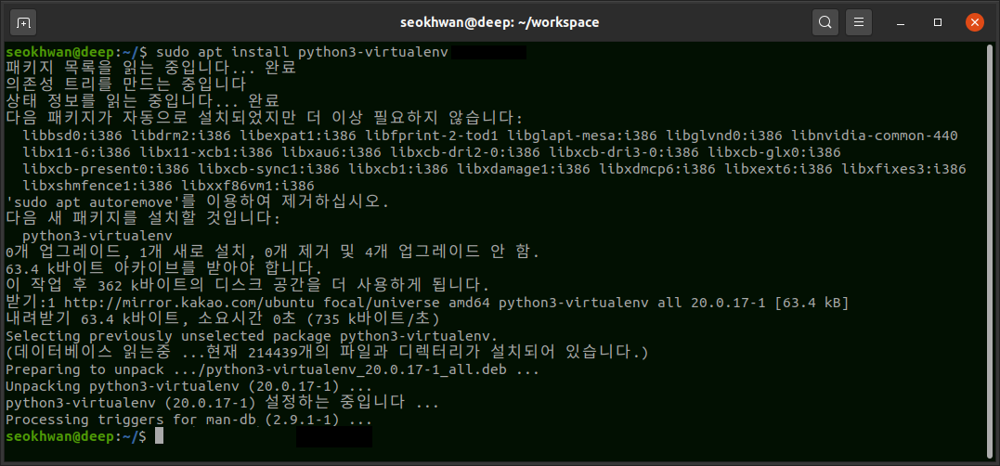 seokhwan@deep: ~/workspace
seokhwan@deep:~/$ sudo apt install python3-virtualenv
패키지 목록을 읽는 중입니다... 완료
의존성 트리를 만드는 중입니다
상태 정보를 읽는 중입니다... 완료
다음 패키지가 자동으로 설치되었지만 더 이상 필요하지 않습니다:
  libbsd0:i386 libdrm2:i386 libexpat1:i386 libfprint-2-tod1 libglapi-mesa:i386 libglvnd0:i386 libnvidia-common-440
  libx11-6:i386 libx11-xcb1:i386 libxau6:i386 libxcb-dri2-0:i386 libxcb-dri3-0:i386 libxcb-glx0:i386
  libxcb-present0:i386 libxcb-sync1:i386 libxcb1:i386 libxdamage1:i386 libxdmcp6:i386 libxext6:i386 libxfixes3:i386
  libxshmfence1:i386 libxxf86vm1:i386
'sudo apt autoremove'를 이용하여 제거하십시오.
다음 새 패키지를 설치할 것입니다:
  python3-virtualenv
0개 업그레이드, 1개 새로 설치, 0개 제거 및 4개 업그레이드 안 함.
63.4 k바이트 아카이브를 받아야 합니다.
이 작업 후 362 k바이트의 디스크 공간을 더 사용하게 됩니다.
받기:1 http://mirror.kakao.com/ubuntu focal/universe amd64 python3-virtualenv all 20.0.17-1 [63.4 kB]
내려받기 63.4 k바이트, 소요시간 0초 (735 k바이트/초)
Selecting previously unselected package python3-virtualenv.
(데이터베이스 읽는중 ...현재 214439개의 파일과 디렉터리가 설치되어 있습니다.)
Preparing to unpack .../python3-virtualenv_20.0.17-1_all.deb ...
Unpacking python3-virtualenv (20.0.17-1) ...
python3-virtualenv (20.0.17-1) 설정하는 중입니다 ...
Processing triggers for man-db (2.9.1-1) ...
seokhwan@deep:~/$